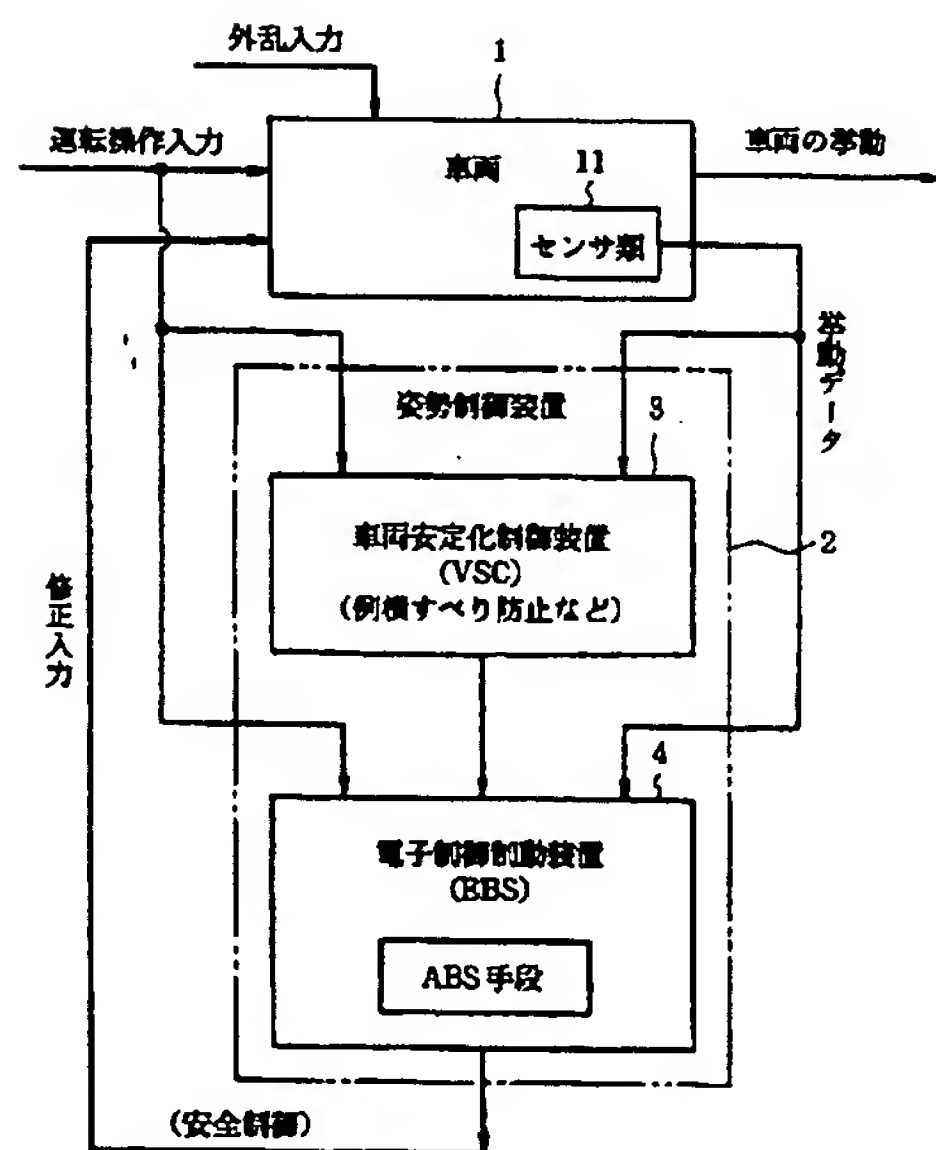 外乱入力
1
運転操作入力
車両
車両の挙動
11
センサ類
挙動データ
姿勢制御装置
3
車両安定化制御装置
(VSC)
(例横すべり防止など)
2
修正入力
4
電子制御制動装置
(EBS)
ABS手段
(安全制御)